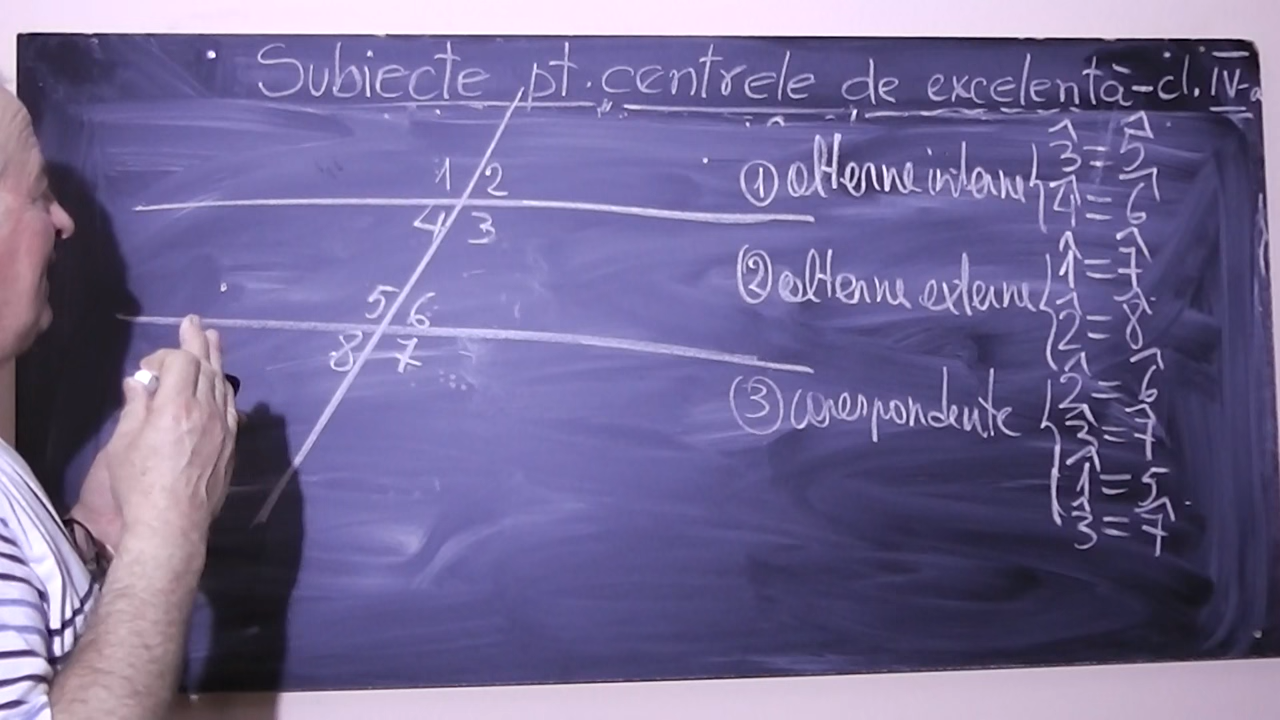 Subiecte pt. centrele de excelență - cl. IV-a
1 2
4 3
5 6
8 7
① alterne interne { 3̂ = 5̂
4̂ = 6̂
② alterne externe { 1̂ = 7̂
2̂ = 8̂
③ corespondente { 2̂ = 6̂
3̂ = 7̂
1̂ = 5
3̂ = 7̂